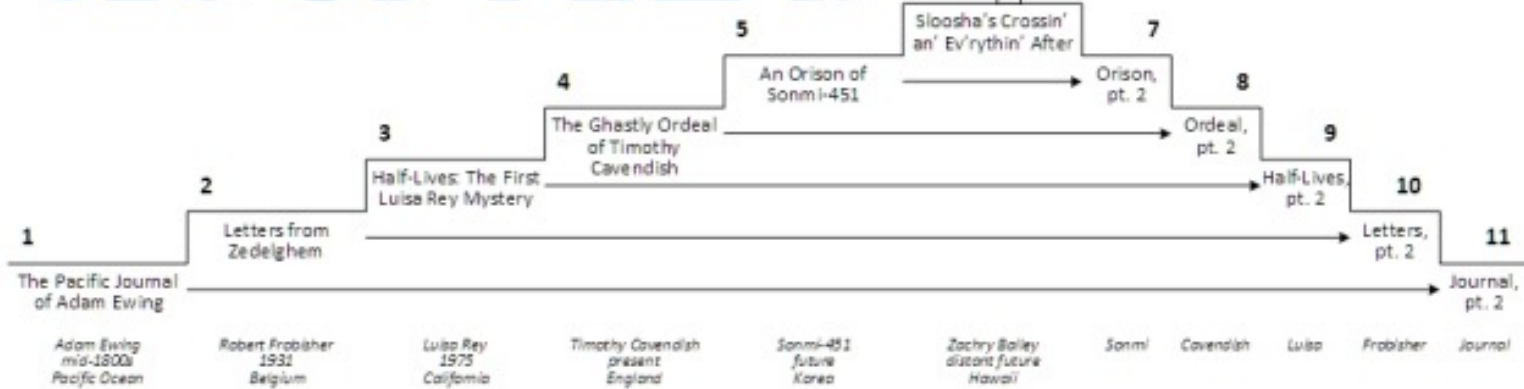 5
Sloosha's Crossin'
an' Ev'rythin' After
7
4
An Orison of
Sonmi-451
Orison,
pt. 2
8
3
The Ghastly Ordeal
of Timothy
Cavendish
Ordeal,
pt. 2
9
2
Half-Lives: The First
Luisa Rey Mystery
Half-Lives,
pt. 2
10
1
Letters from
Zedelghem
Letters,
pt. 2
11
The Pacific Journal
of Adam Ewing
Journal,
pt. 2
Adam Ewing
mid-1800s
Pacific Ocean
Robert Frobisher
1931
Belgium
Luisa Rey
1975
California
Timothy Cavendish
present
England
Sonmi-451
future
Korea
Zachry Bailey
distant future
Hawaii
Sonmi
Cavendish
Luisa
Frobisher
Journal